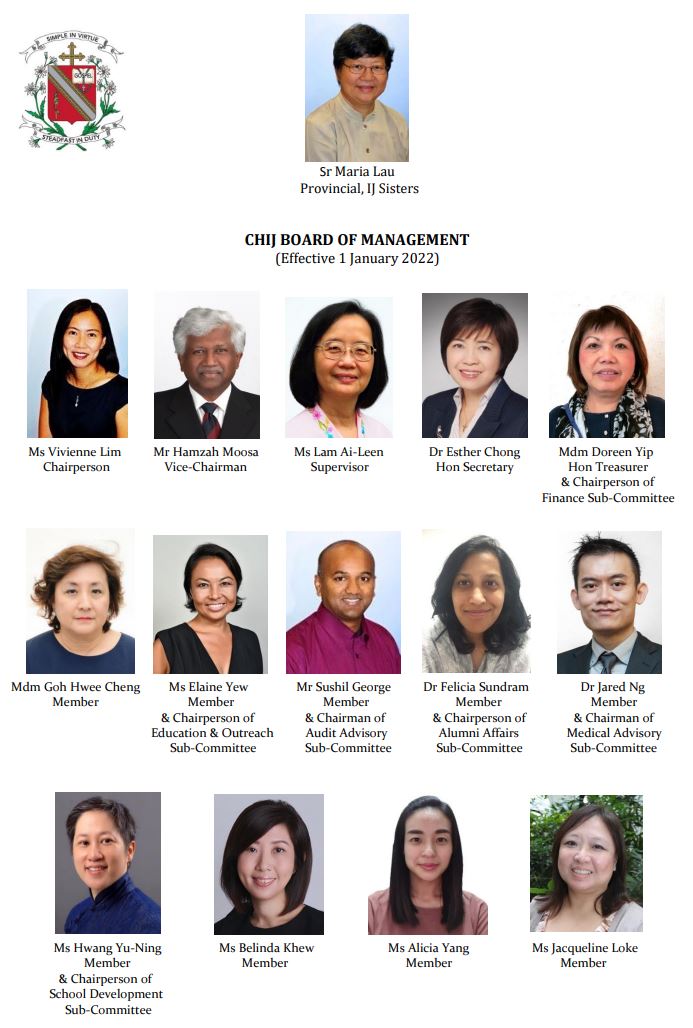 SIMPLE IN VIRTUE
GOSPEL
STEADFAST IN DUTY
Sr Maria Lau
Provincial, IJ Sisters
CHIJ BOARD OF MANAGEMENT
(Effective 1 January 2022)
Ms Vivienne Lim
Chairperson
Mr Hamzah Moosa
Vice-Chairman
Ms Lam Ai-Leen
Supervisor
Dr Esther Chong
Hon Secretary
Mdm Doreen Yip
Hon Treasurer
& Chairperson of
Finance Sub-Committee
Mdm Goh Hwee Cheng
Member
Ms Elaine Yew
Member
& Chairperson of
Education & Outreach
Sub-Committee
Mr Sushil George
Member
& Chairman of
Audit Advisory
Sub-Committee
Dr Felicia Sundram
Member
& Chairperson of
Alumni Affairs
Sub-Committee
Dr Jared Ng
Member
& Chairman of
Medical Advisory
Sub-Committee
Ms Hwang Yu-Ning
Member
& Chairperson of
School Development
Sub-Committee
Ms Belinda Khew
Member
Ms Alicia Yang
Member
Ms Jacqueline Loke
Member